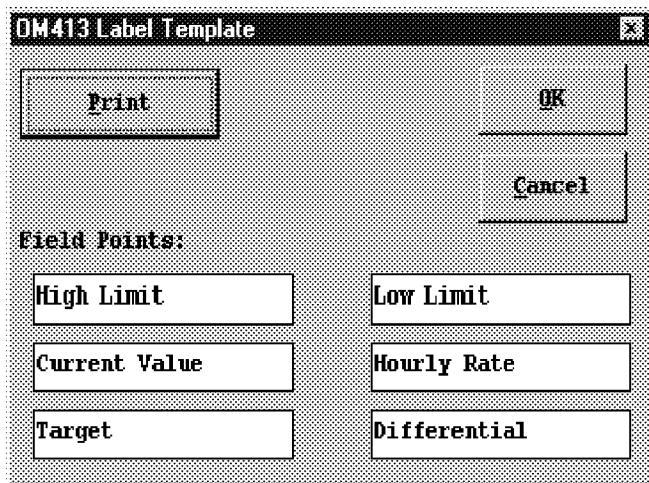 OM413 Label Template
Print
OK
Cancel
Field Points:
High Limit
Low Limit
Current Value
Hourly Rate
Target
Differential